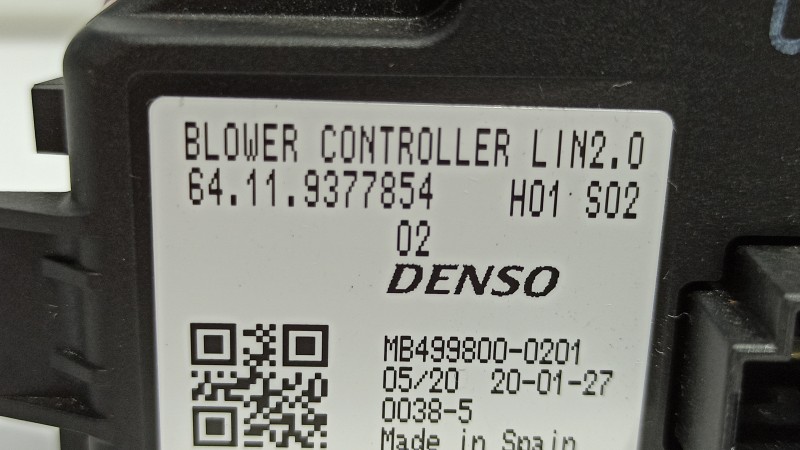 BLOWER CONTROLLER LIN2.0
64.11.9377854 H01 S02
02
DENSO
MB499800-0201
05/20 20-01-27
0038-5
Made in Spain